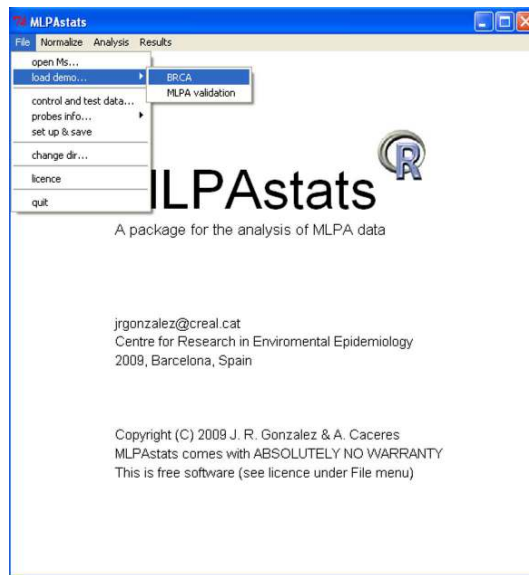 MLPAstats
File Normalize Analysis Results
open Ms...
load demo...
BRCA
MLPA validation
control and test data...
probes info...
set up & save
change dir...
licence
quit
R
LPAstats
A package for the analysis of MLPA data
jrgonzalez@creal.cat
Centre for Research in Enviromental Epidemiology
2009, Barcelona, Spain
Copyright (C) 2009 J. R. Gonzalez & A. Caceres
MLPAstats comes with ABSOLUTELY NO WARRANTY
This is free software (see licence under File menu)